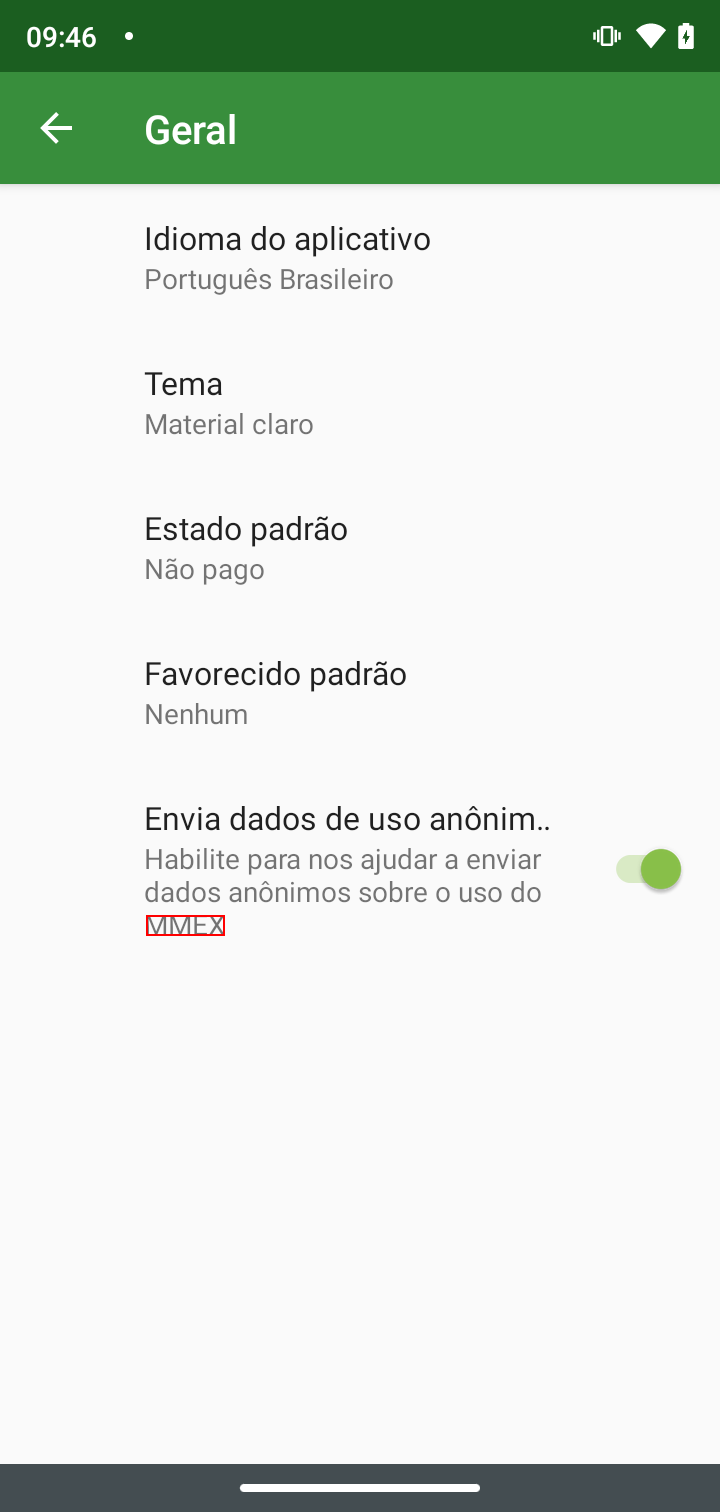 09:46
Geral
Idioma do aplicativo
Português Brasileiro
Tema
Material claro
Estado padrão
Não pago
Favorecido padrão
Nenhum
Envia dados de uso anônim..
Habilite para nos ajudar a enviar
dados anônimos sobre o uso do
MMEX